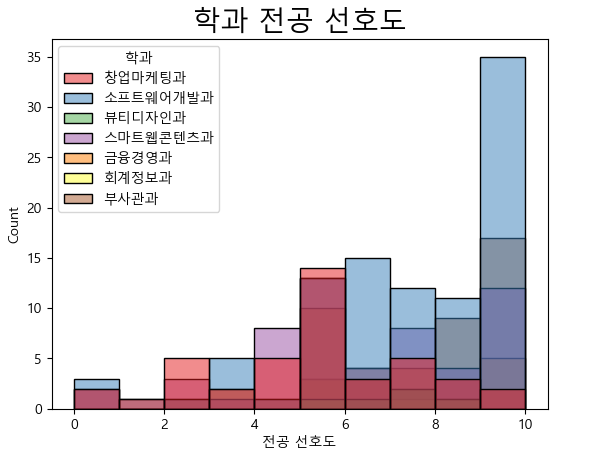 학과 전공 선호도
학과
창업마케팅과
소프트웨어개발과
뷰티디자인과
스마트웹콘텐츠과
금융경영과
회계정보과
부사관과
35
30
25
20
15
10
5
0
Count
0 2 4 6 8 10
전공 선호도